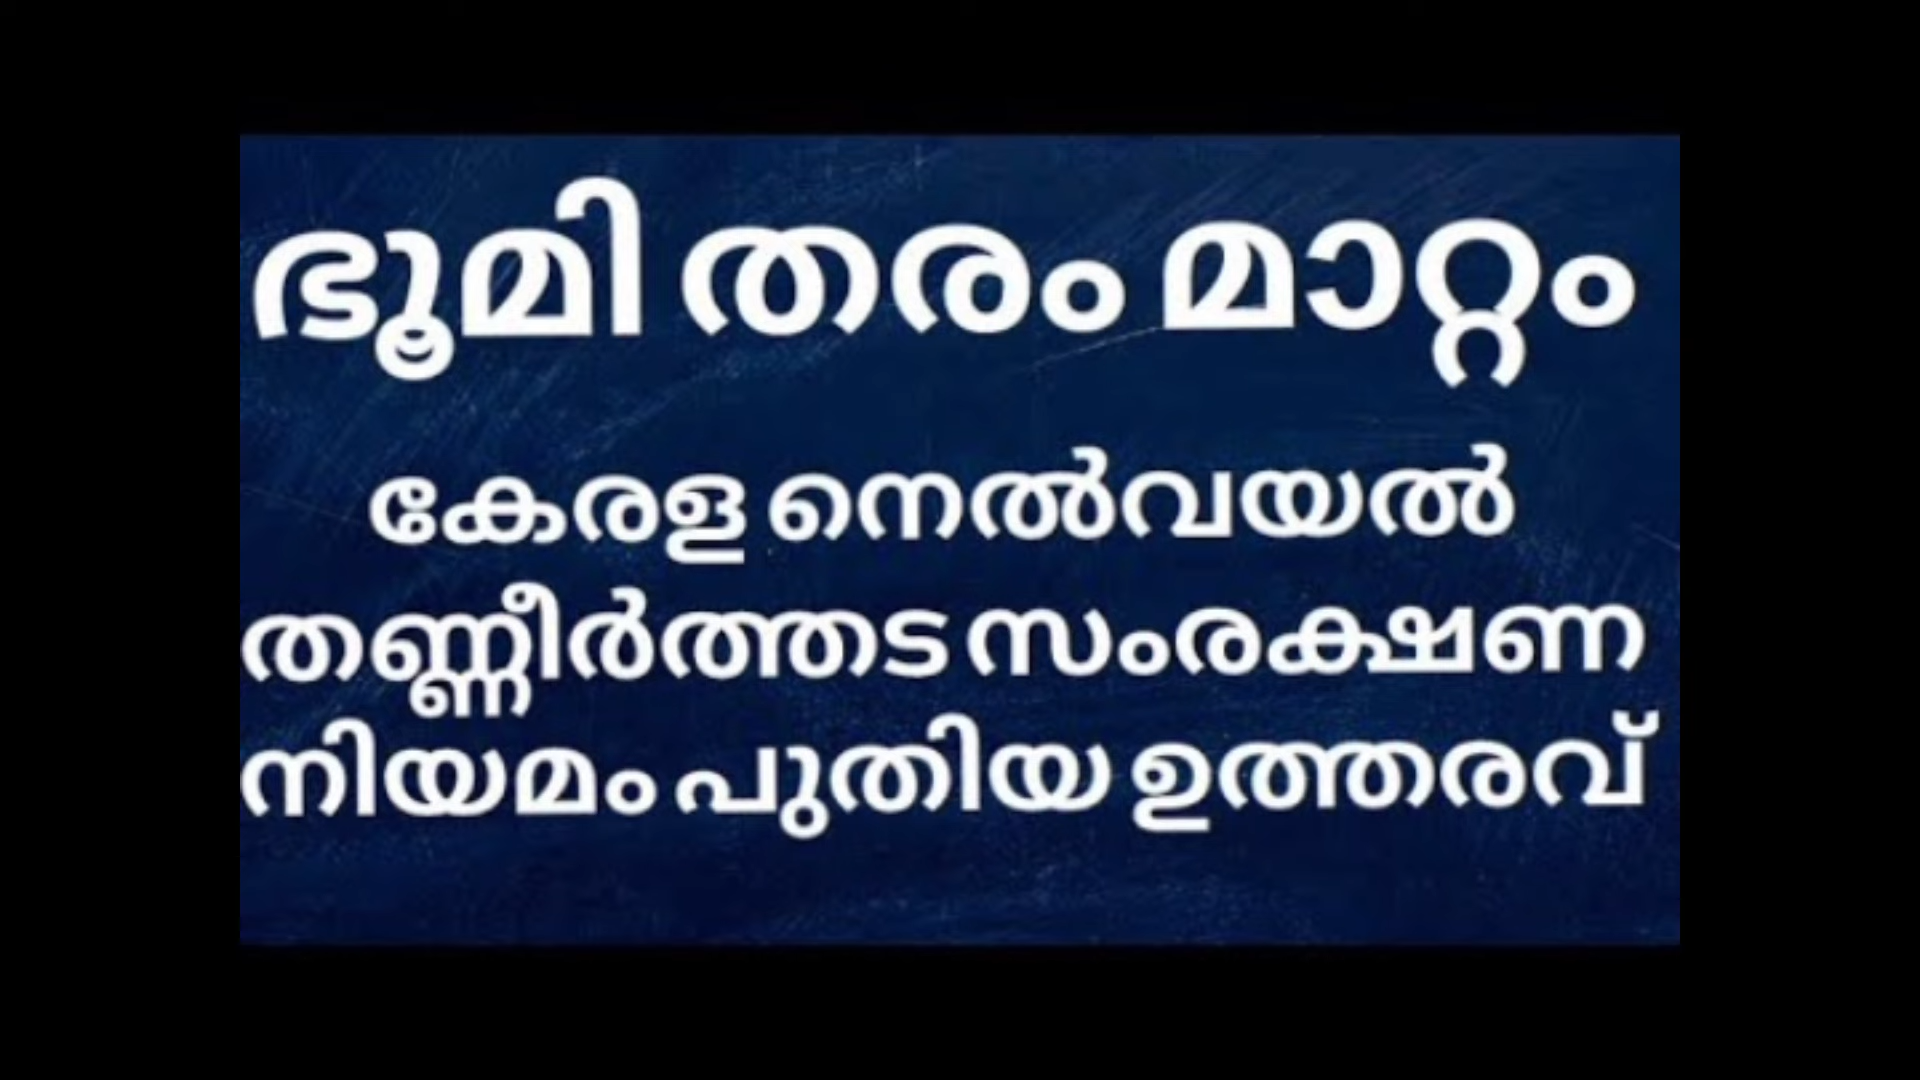 ഭൂമി തരം മാറ്റം
കേരള നെൽവയൽ
തണ്ണീർത്തട സംരക്ഷണ
നിയമം പുതിയ ഉത്തരവ്